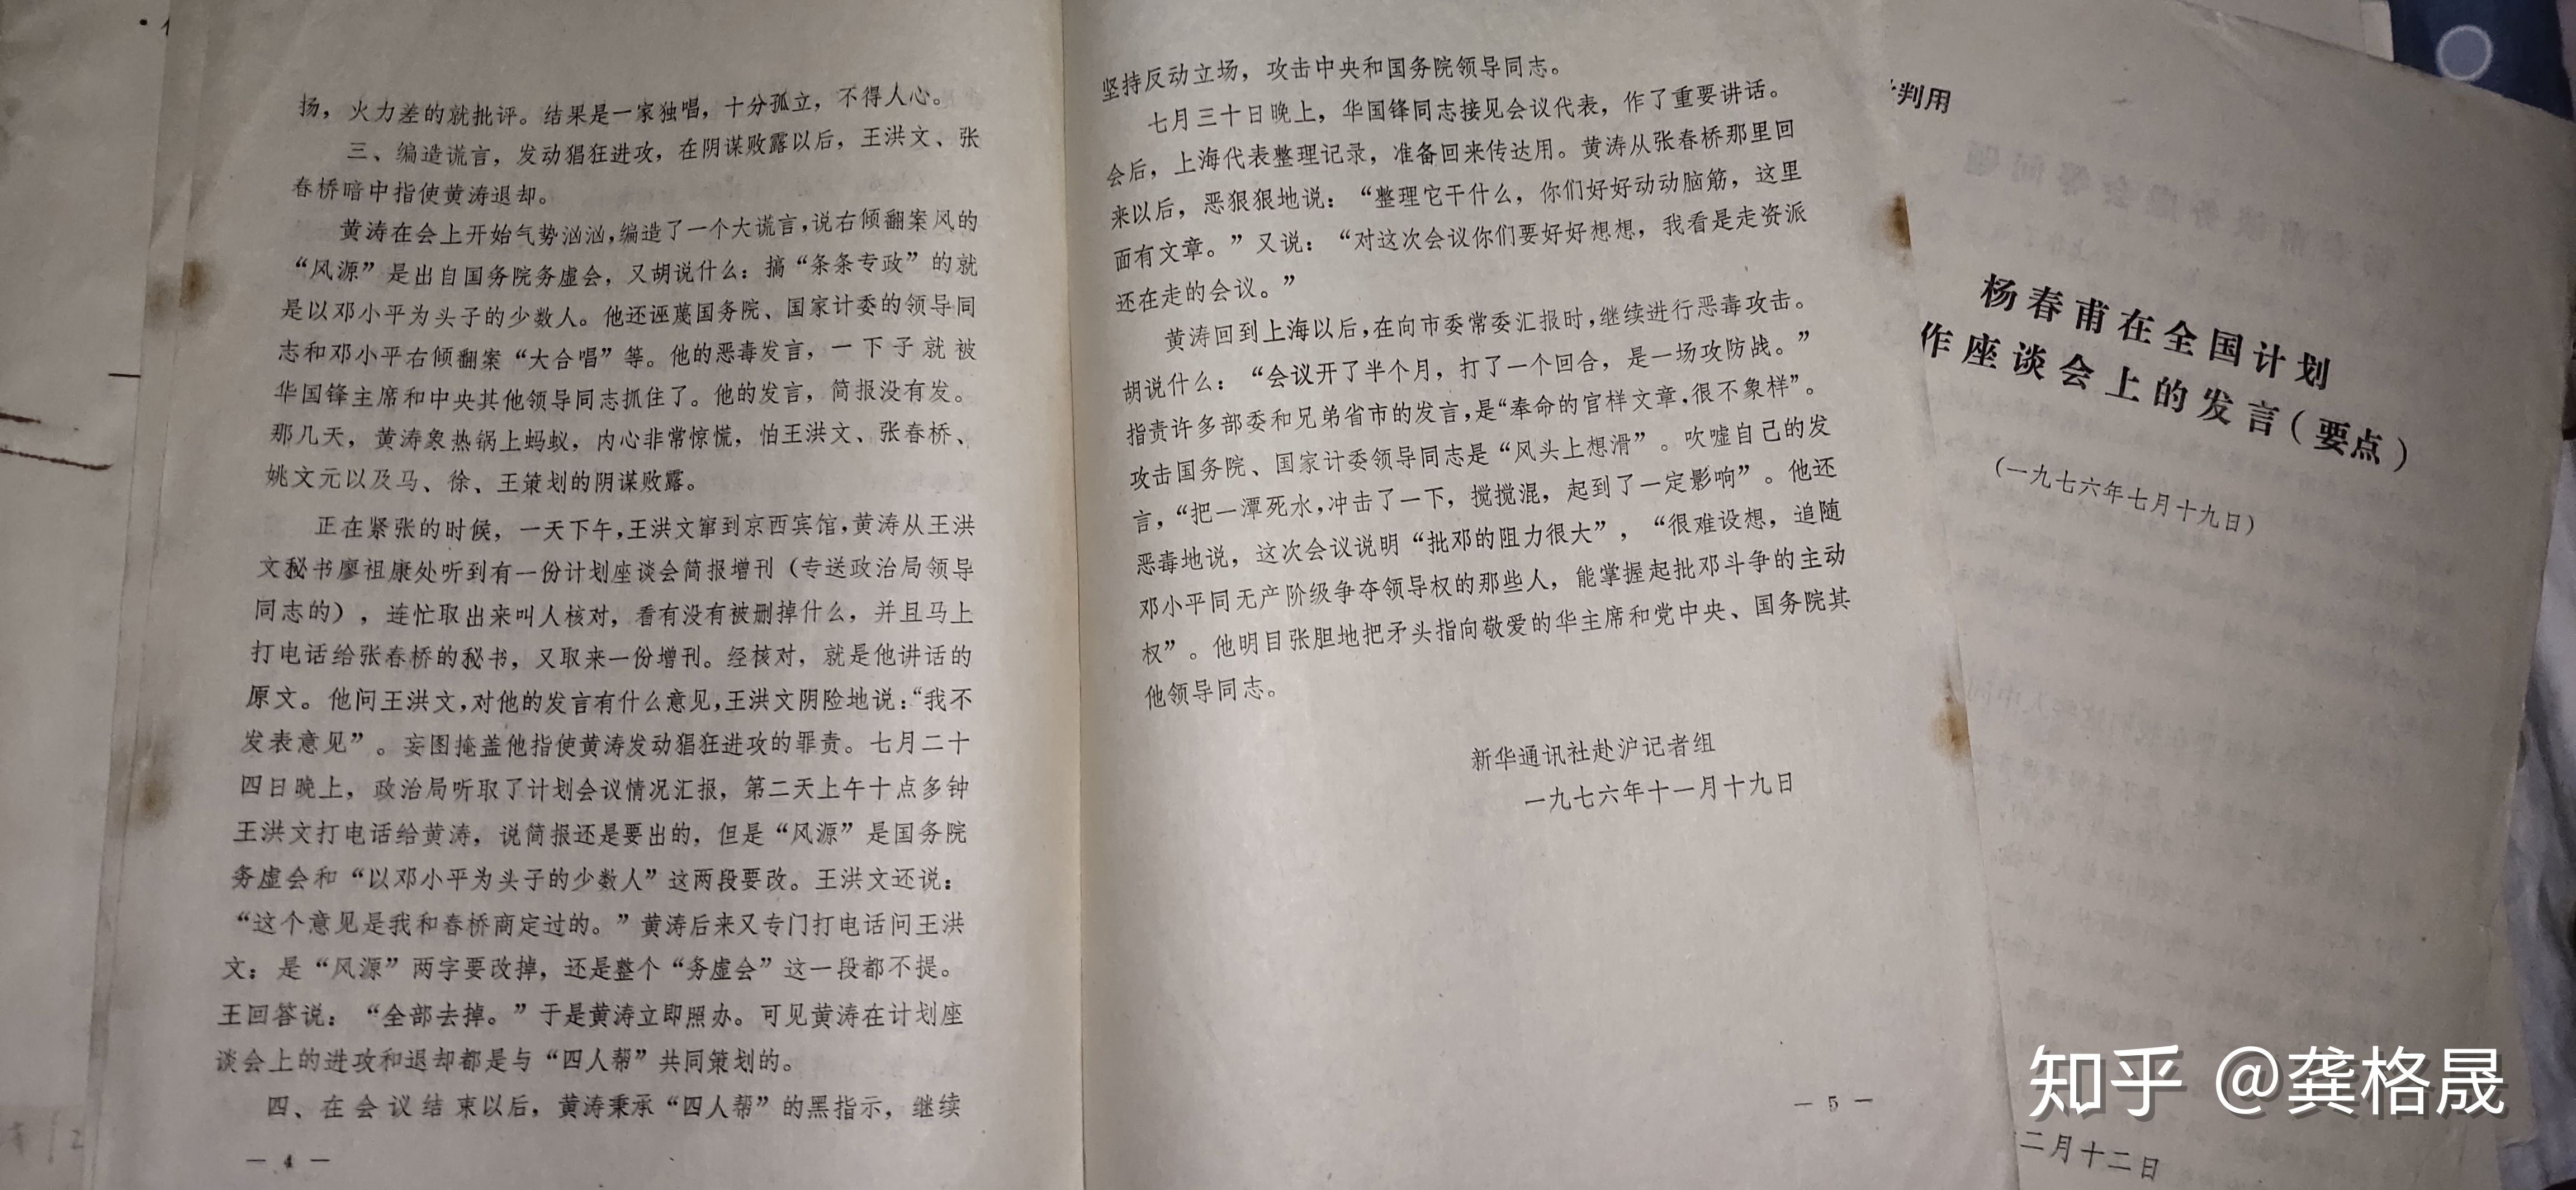 扬，火力差的就批评。结果是一家独唱，十分孤立，不得人心。
三、编造谎言，发动猖狂进攻，在阴谋败露以后，王洪文、张
春桥暗中指使黄涛退却。
黄涛在会上开始气势汹汹，编造了一个大谎言，说右倾翻案风的
“风源”是出自国务院务虚会，又胡说什么：搞“条条专政”的就
是以邓小平为头子的少数人。他还诬蔑国务院、国家计委的领导同
志和邓小平右倾翻案“大合唱”等。他的恶毒发言，一下子就被
华国锋主席和中央其他领导同志抓住了。他的发言，简报没有发。
那几天，黄涛象热锅上蚂蚁，内心非常惊慌，怕王洪文、张春桥、
姚文元以及马、徐、王策划的阴谋败露。
正在紧张的时候，一天下午，王洪文窜到京西宾馆，黄涛从王洪
文秘书廖祖康处听到有一份计划座谈会简报增刊（专送政治局领导
同志的），连忙取出来叫人核对，看有没有被删掉什么，并且马上
打电话给张春桥的秘书，又取来一份增刊。经核对，就是他讲话的
原文。他问王洪文，对他的发言有什么意见，王洪文阴险地说：“我不
发表意见”。妄图掩盖他指使黄涛发动猖狂进攻的罪责。七月二十
四日晚上，政治局听取了计划会议情况汇报，第二天上午十点多钟
王洪文打电话给黄涛，说简报还是要出的，但是“风源”是国务院
务虚会和“以邓小平为头子的少数人”这两段要改。王洪文还说：
“这个意见是我和春桥商定过的。”黄涛后来又专门打电话问王洪
文：是“风源”两字要改掉，还是整个“务虚会”这一段都不提。
王回答说：“全部去掉。”于是黄涛立即照办。可见黄涛在计划座
谈会上的进攻和退却都是与“四人帮”共同策划的。
四、在会议结束以后，黄涛秉承“四人帮”的黑指示，继续
— 4 —
坚持反动立场，攻击中央和国务院领导同志。
七月三十日晚上，华国锋同志接见会议代表，作了重要讲话。
会后，上海代表整理记录，准备回来传达用。黄涛从张春桥那里回
来以后，恶狠狠地说：“整理它干什么，你们好好动动脑筋，这里
面有文章。”又说：“对这次会议你们要好好想想，我看是走资派
还在走的会议。”
黄涛回到上海以后，在向市委常委汇报时，继续进行恶毒攻击。
胡说什么：“会议开了半个月，打了一个回合，是一场攻防战。”
指责许多部委和兄弟省市的发言，是“奉命的官样文章，很不象样”。
攻击国务院、国家计委领导同志是“风头上想滑”。吹嘘自己的发
言，“把一潭死水，冲击了一下，搅搅混，起到了一定影响”。他还
恶毒地说，这次会议说明“批邓的阻力很大”，“很难设想，追随
邓小平同无产阶级争夺领导权的那些人，能掌握起批邓斗争的主动
权”。他明目张胆地把矛头指向敬爱的华主席和党中央、国务院其
他领导同志。
新华通讯社赴沪记者组
一九七六年十一月十九日
— 5 —
判用
杨春甫在全国计划
作座谈会上的发言（要点）
（一九七六年七月十九日）
二月十二日
知乎 @龚格晟